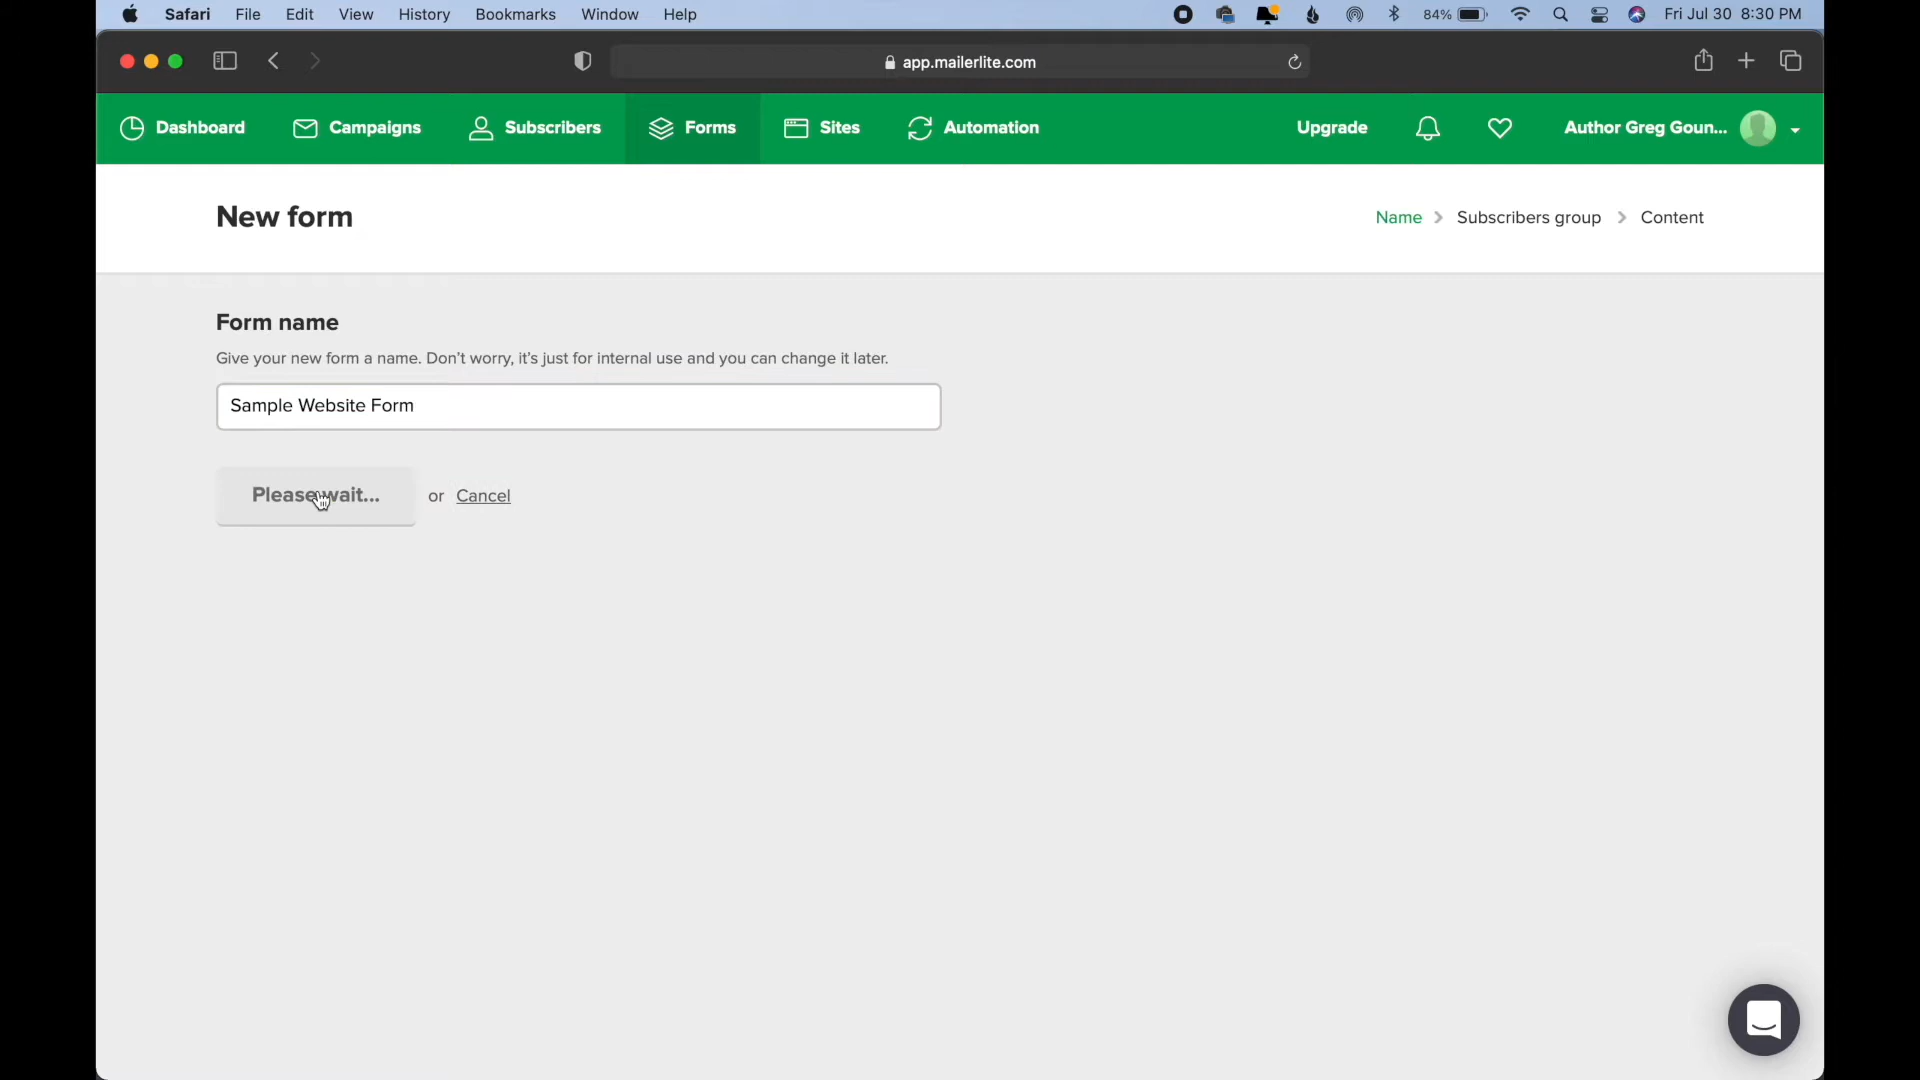 Safari File Edit View History Bookmarks Window Help 84% Fri Jul 30 8:30 PM
app.mailerlite.com
Dashboard Campaigns Subscribers Forms Sites Automation Upgrade Author Greg Goun...
New form
Name Subscribers group Content
Form name
Give your new form a name. Don't worry, it's just for internal use and you can change it later.
Sample Website Form
Please wait... or Cancel